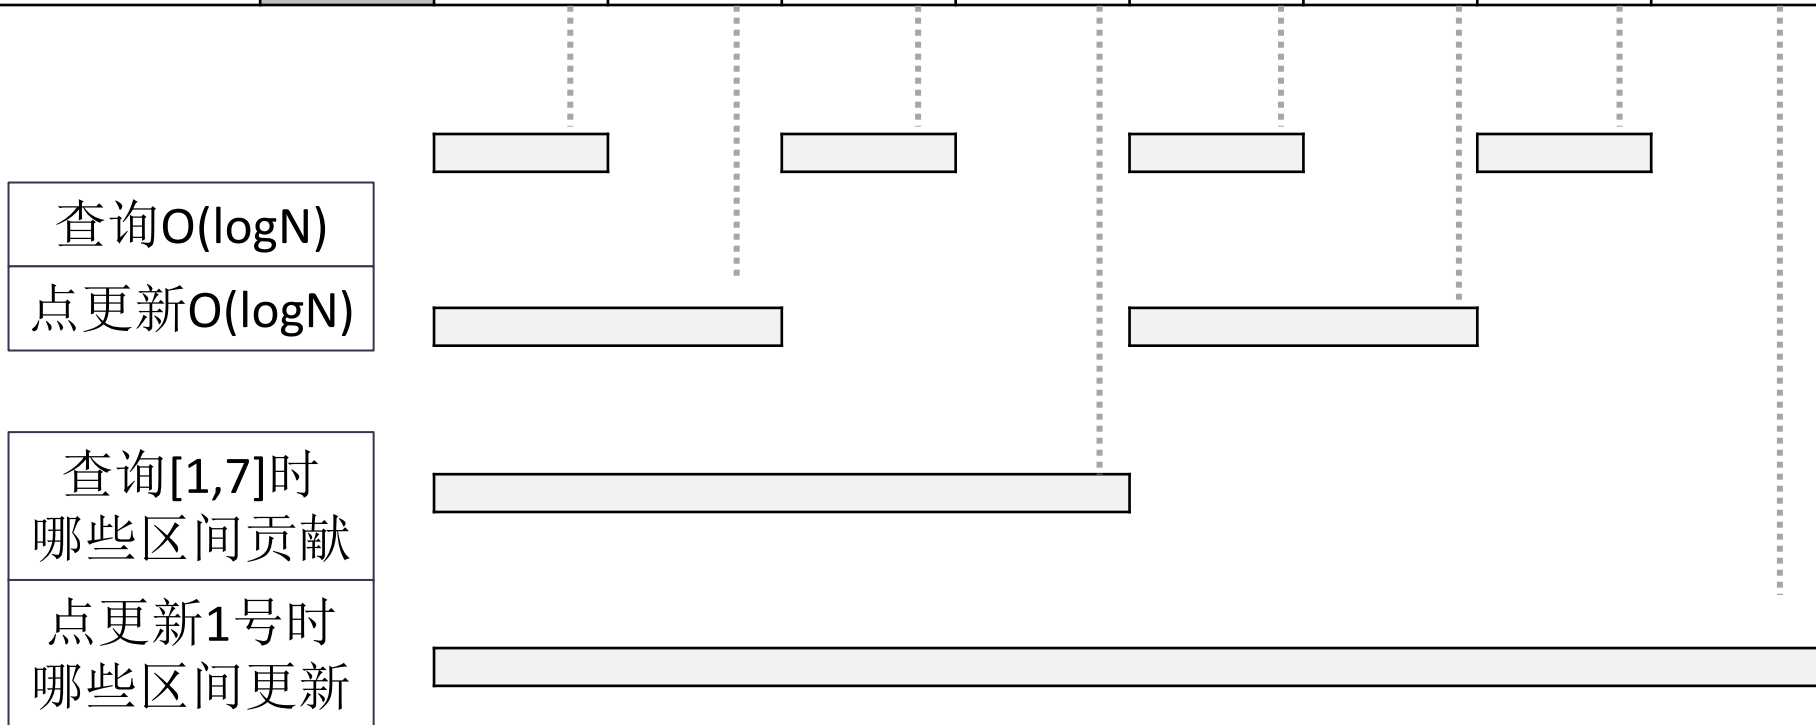 查询O(logN)
点更新O(logN)
查询[1,7]时
哪些区间贡献
点更新1号时
哪些区间更新